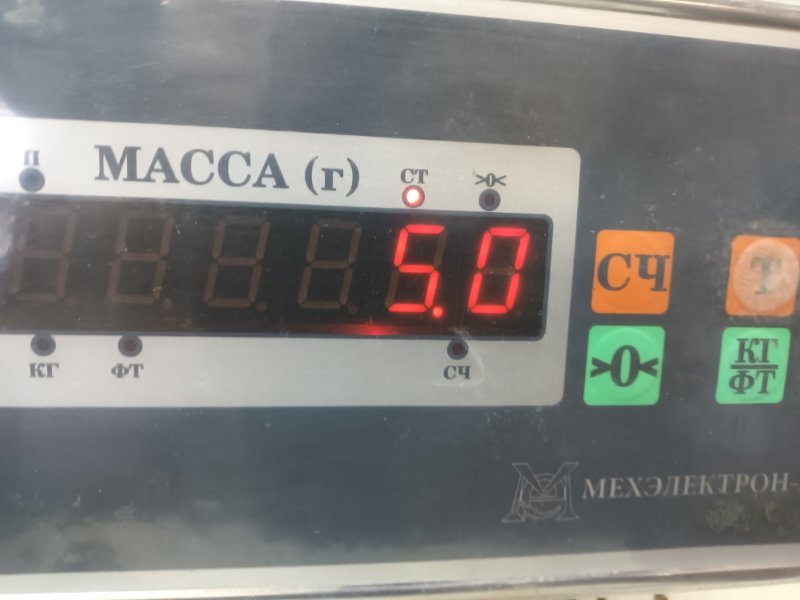 П
МАССА (г)
СТ
>0<
5.0
КГ
ФТ
СЧ
СЧ
Т
>0<
КГ
ФТ
МЕХЭЛЕКТРОН-